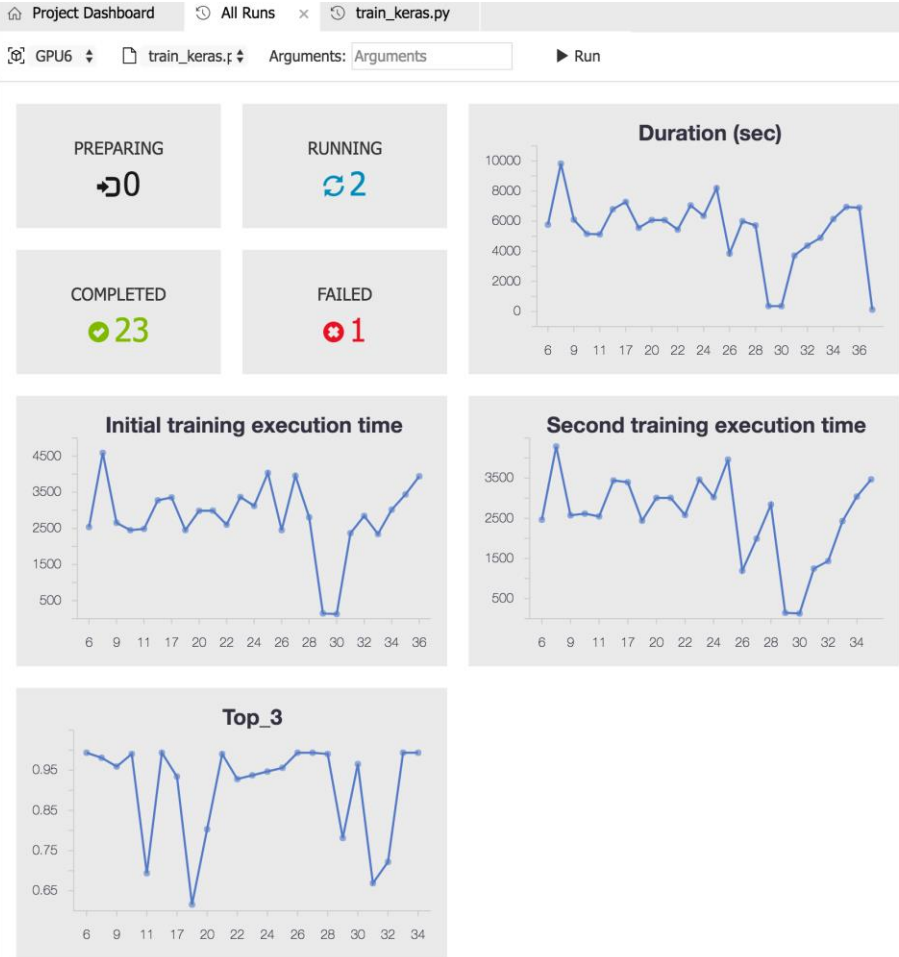 Project Dashboard All Runs × train_keras.py
GPU6 train_keras.p Arguments: Arguments Run
PREPARING
0
RUNNING
2
COMPLETED
23
FAILED
1
Duration (sec)
10000
8000
6000
4000
2000
0
6 9 11 17 20 22 24 26 28 30 32 34 36
Initial training execution time
4500
3500
2500
1500
500
6 9 11 17 20 22 24 26 28 30 32 34 36
Second training execution time
3500
2500
1500
500
6 9 11 17 20 22 24 26 28 30 32 34
Top_3
0.95
0.85
0.75
0.65
6 9 11 17 20 22 24 26 28 30 32 34